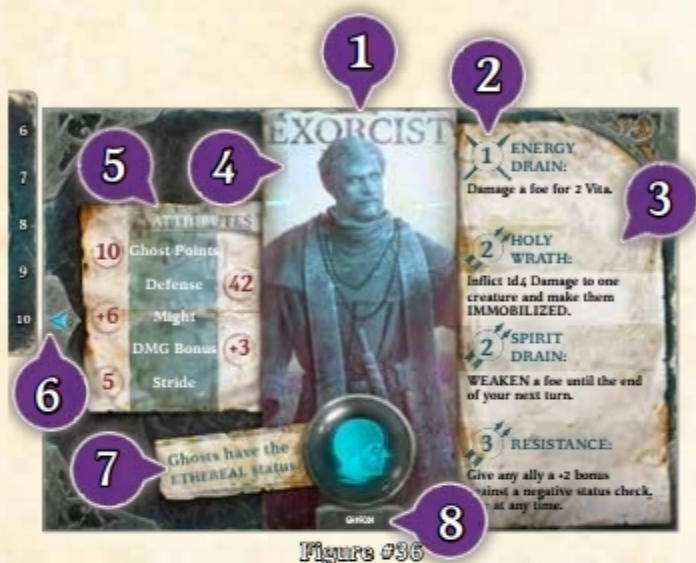 1
2
3
4
5
6
7
8
6
7
8
9
10
EXORCIST
ATTRIBUTES
10 Ghost Points
Defense 42
+6 Might
DMG Bonus +3
5 Stride
Ghosts have the
ETHEREAL status
1 ENERGY
DRAIN:
Damage a foe for 2 Vita.
2 HOLY
WRATH:
Inflict 1d4 Damage to one
creature and make them
IMMOBILIZED.
2 SPIRIT
DRAIN:
WEAKEN a foe until the end
of your next turn.
3 RESISTANCE:
Give any ally a +2 bonus
against a negative status check,
at any time.
Figure #36